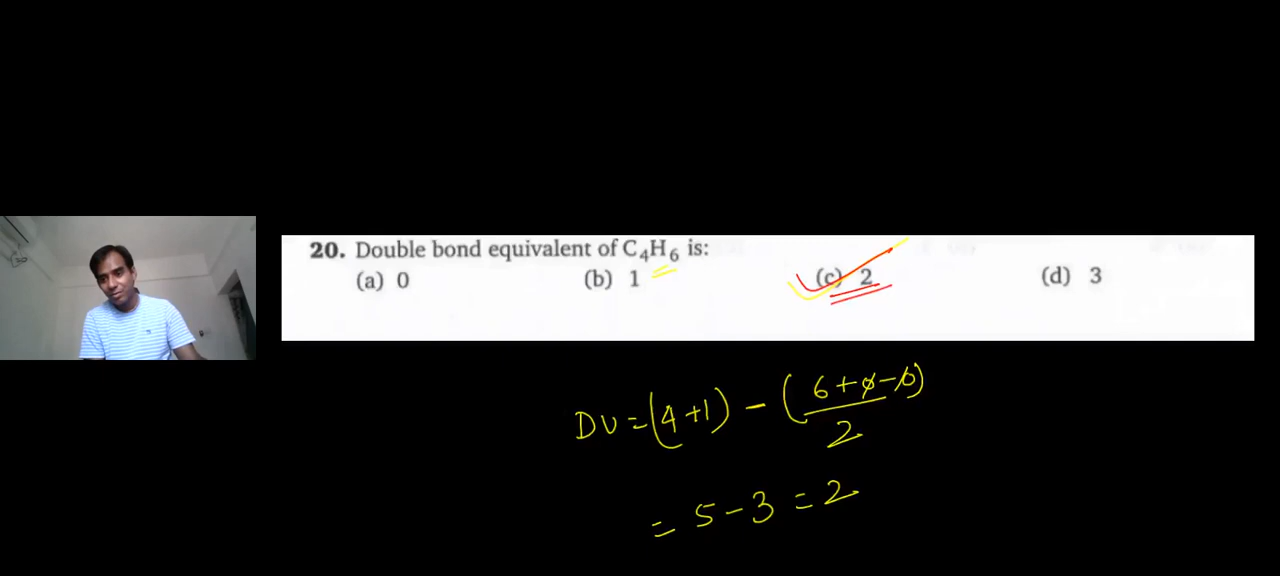 20. Double bond equivalent of C₄H₆ is:
(a) 0 (b) 1 (c) 2 (d) 3
DU = (4+1) - (6+0-0)/2
= 5-3 = 2